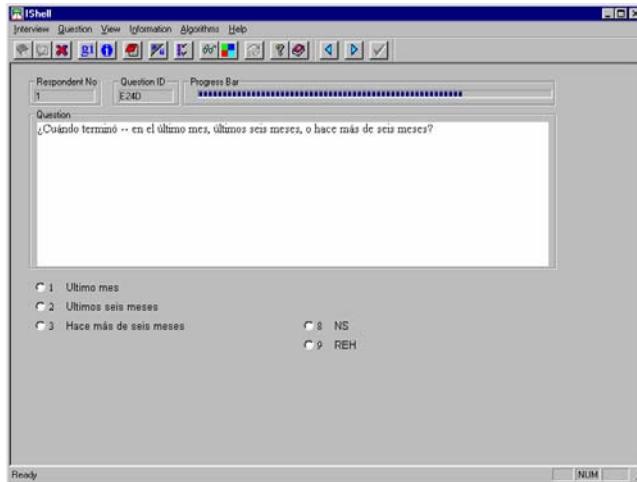 IShell
Interview Question View Information Algorithms Help
Respondent No
1
Question ID
E24D
Progress Bar
Question
¿Cuándo terminó -- en el último mes, últimos seis meses, o hace más de seis meses?
1 Ultimo mes
2 Ultimos seis meses
3 Hace más de seis meses
8 NS
9 REH
Ready
NUM